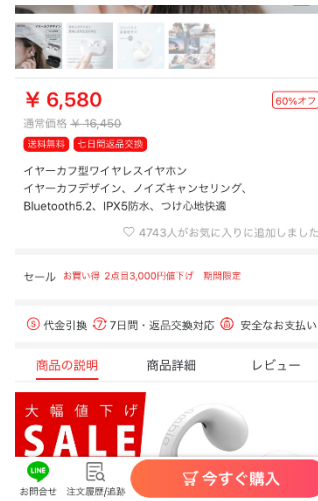 ¥ 6,580
60%オフ
通常価格 ¥ 16,450
送料無料 七日間返品交換
イヤーカフ型ワイヤレスイヤホン
イヤーカフデザイン、ノイズキャンセリング、
Bluetooth5.2、IPX5防水、つけ心地快適
♡ 4743人がお気に入りに追加しました
セール お買い得 2点目3,000円値下げ 期間限定
S 代金引換 7 7日間・返品交換対応 安全なお支払い
商品の説明 商品詳細 レビュー
大幅値下げ
SALE
LINE
お問合せ 注文履歴/追跡 今すぐ購入